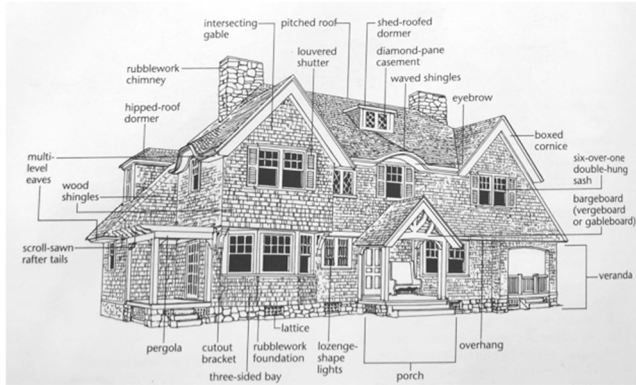 intersecting
gable
pitched roof
shed-roofed
dormer
louvered
shutter
diamond-pane
casement
rubblework
chimney
waved shingles
eyebrow
hipped-roof
dormer
boxed
cornice
multi-
level
eaves
six-over-one
double-hung
sash
wood
shingles
bargeboard
(vergeboard
or gableboard)
scroll-sawn
rafter tails
veranda
lattice
pergola
cutout
bracket
rubblework
foundation
lozenge-
shape
lights
overhang
three-sided bay
porch